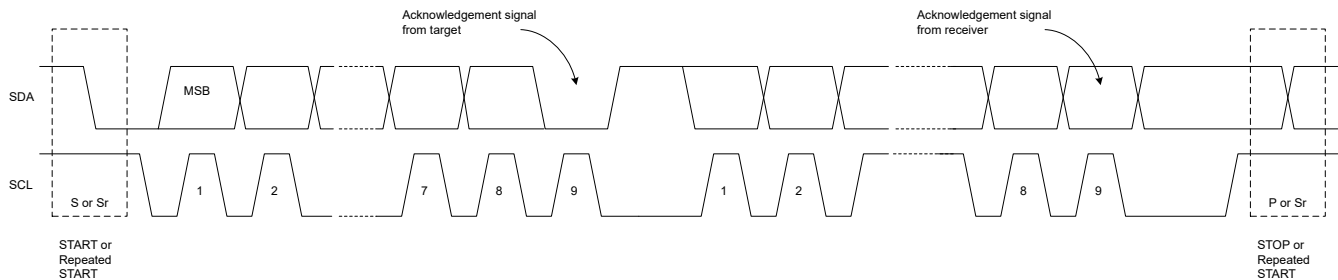 Acknowledgement signal
from target
Acknowledgement signal
from receiver
SDA
MSB
SCL
1
2
7
8
9
1
2
8
9
S or Sr
P or Sr
START or
Repeated
START
STOP or
Repeated
START